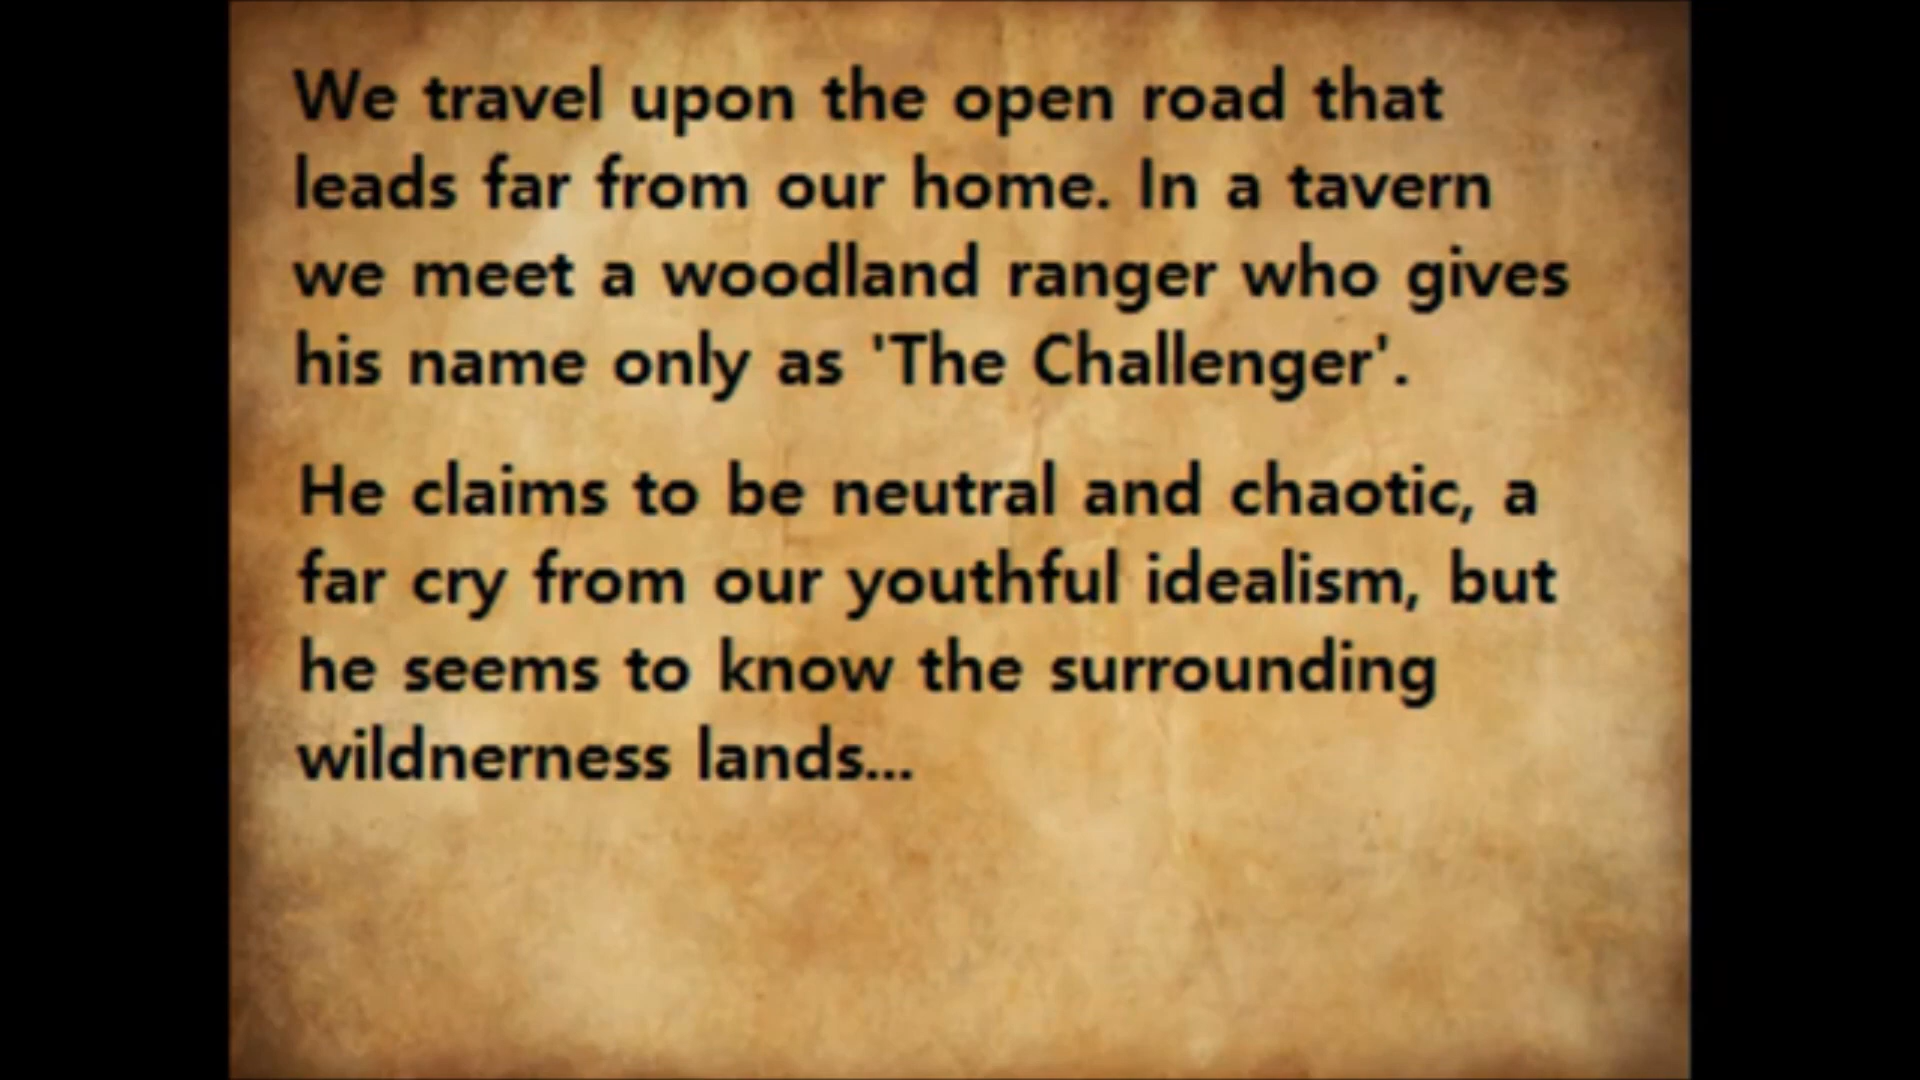 We travel upon the open road that
leads far from our home. In a tavern
we meet a woodland ranger who gives
his name only as 'The Challenger'.
He claims to be neutral and chaotic, a
far cry from our youthful idealism, but
he seems to know the surrounding
wildnerness lands...